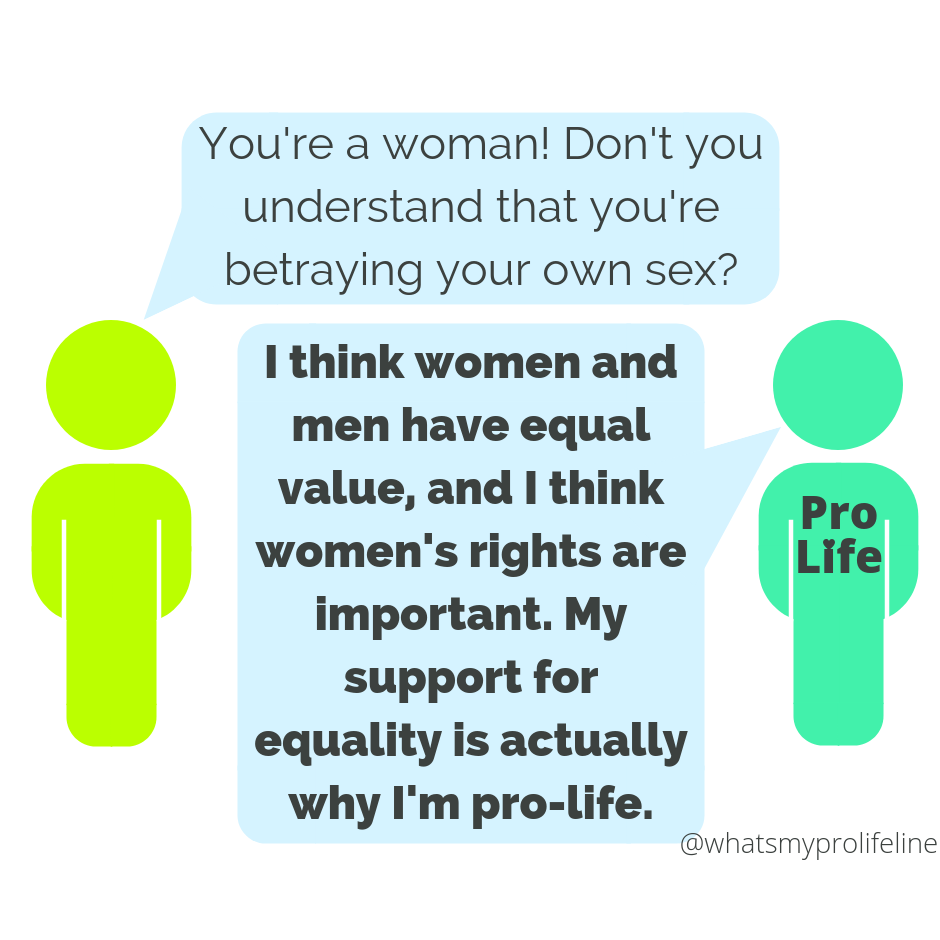 You're a woman! Don't you
understand that you're
betraying your own sex?
I think women and
men have equal
value, and I think
women's rights are
important. My
support for
equality is actually
why I'm pro-life.
Pro
Life
@whatsmyprolifeline